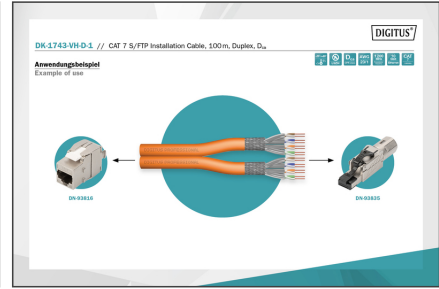 DIGITUS®
DK-1743-VH-D-1 // CAT 7 S/FTP Installation Cable, 100 m, Duplex, Dca
Anwendungsbeispiel
Example of use
DN-93616
DN-93635